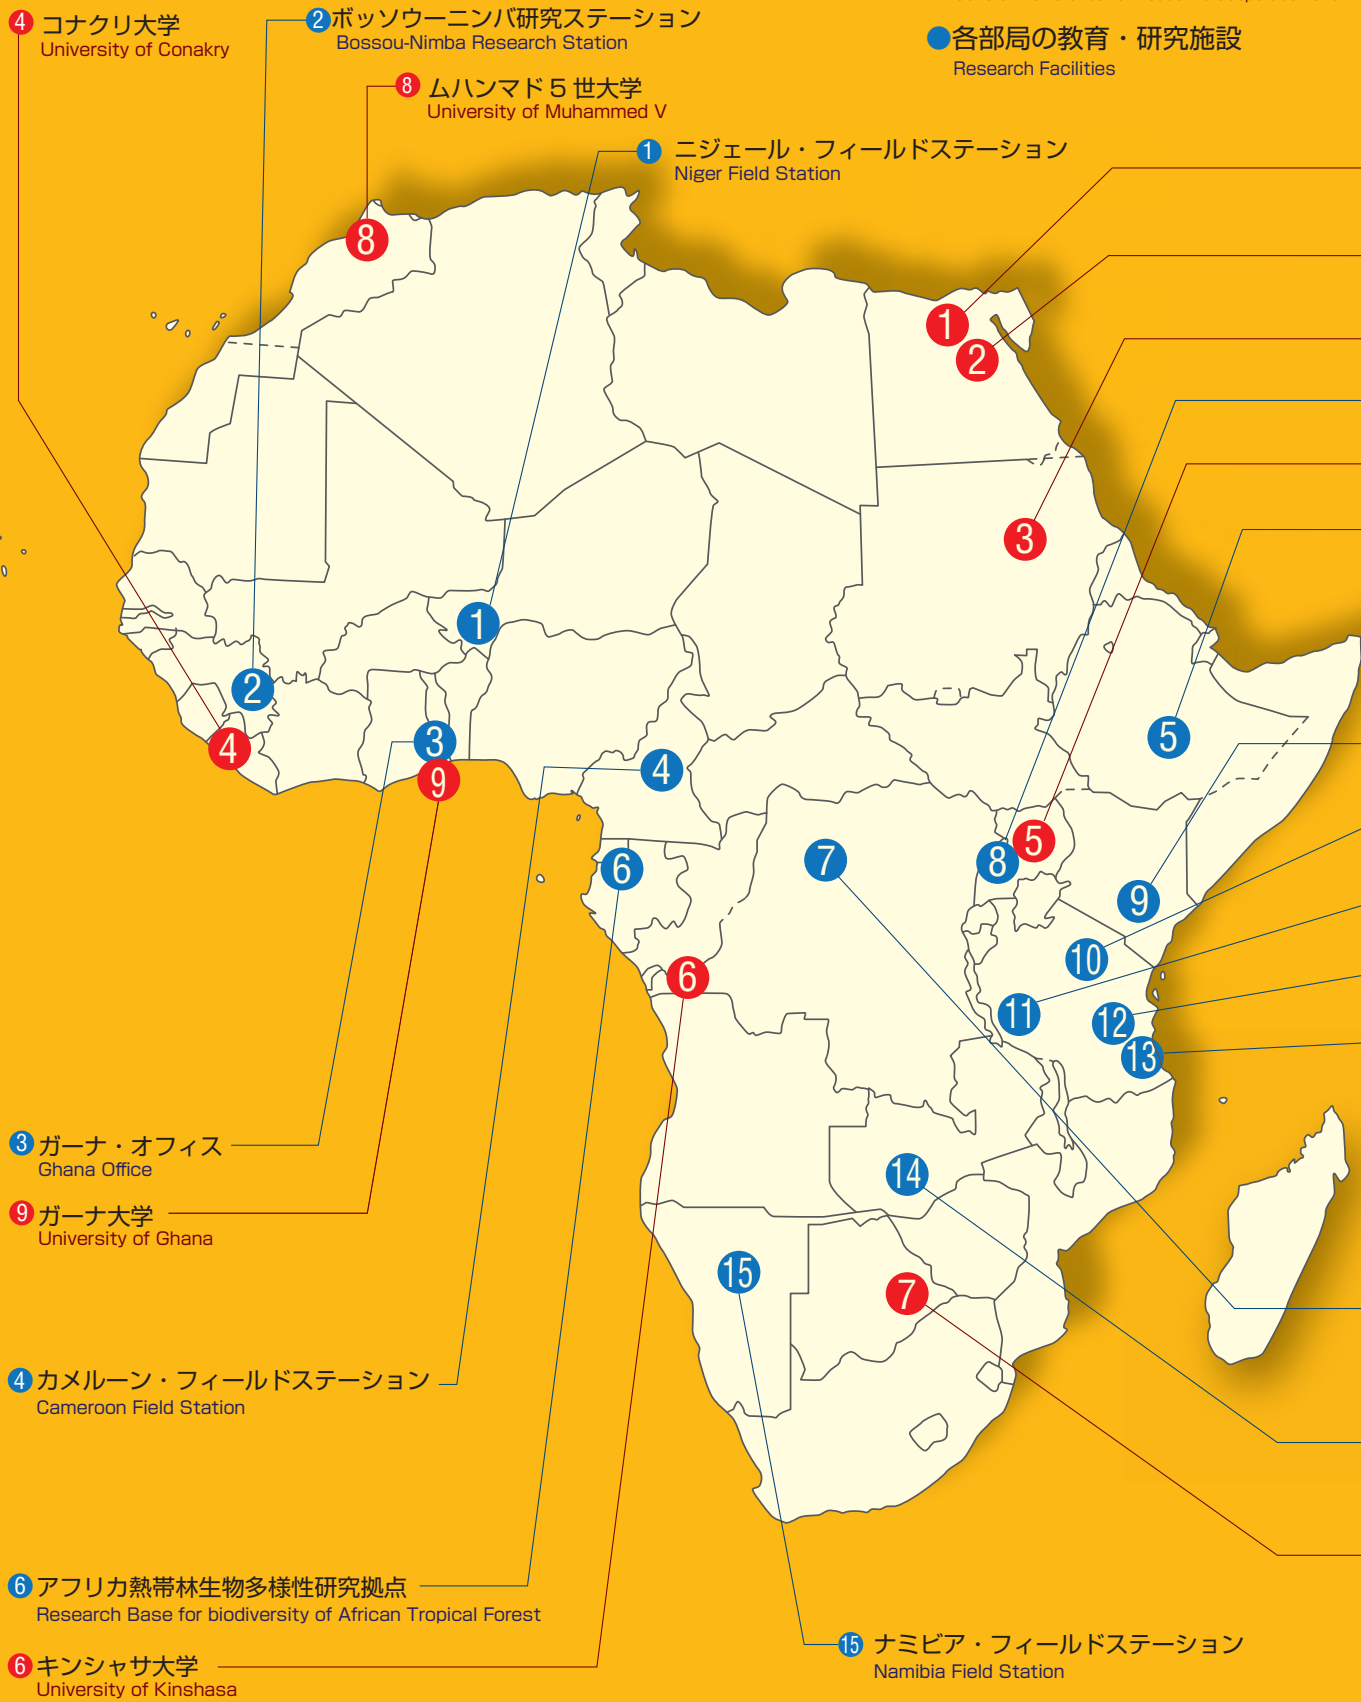 4 コナクリ大学
University of Conakry
2 ボッソウーニンバ研究ステーション
Bossou-Nimba Research Station
8 ムハンマド5世大学
University of Muhammed V
各部局の教育・研究施設
Research Facilities
1 ニジェール・フィールドステーション
Niger Field Station
8
1
2
3
1
2
4
3
9
4
5
5
8
6
7
9
10
6
11
12
13
14
15
7
3 ガーナ・オフィス
Ghana Office
9 ガーナ大学
University of Ghana
4 カメルーン・フィールドステーション
Cameroon Field Station
6 アフリカ熱帯林生物多様性研究拠点
Research Base for biodiversity of African Tropical Forest
15 ナミビア・フィールドステーション
Namibia Field Station
6 キンシャサ大学
University of Kinshasa